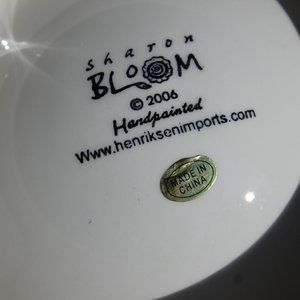 sharon
BLOOM
© 2006
Handpainted
www.henriksenimports.com
MADE IN
CHINA